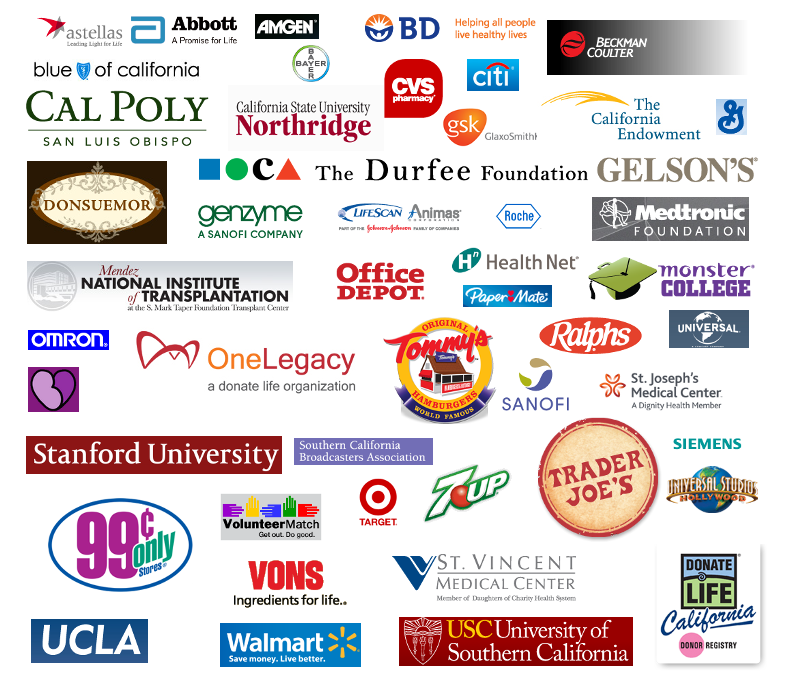 astellas
Leading Light for Life
Abbott
A Promise for Life
AMGEN
BD
Helping all people
live healthy lives
BECKMAN
COULTER
blue of california
BAYER
BAYER
CVS
pharmacy
citi
CAL POLY
SAN LUIS OBISPO
California State University
Northridge
gsk
GlaxoSmithKl
The
California
Endowment
G
MOCA
The Durfee Foundation
GELSON'S
DONSUEMOR
genzyme
A SANOFI COMPANY
LIFESCAN
Animas
CORPORATION
PART OF THE Johnson & Johnson FAMILY OF COMPANIES
Roche
Medtronic
FOUNDATION
Mendez
NATIONAL INSTITUTE
of TRANSPLANTATION
at the S. Mark Taper Foundation Transplant Center
Office
DEPOT.
Health Net
Paper Mate
monster
COLLEGE
OMRON
OneLegacy
a donate life organization
ORIGINAL
Tommy's
HAMBURGERS
WORLD FAMOUS
Ralphs
UNIVERSAL
SANOFI
St. Joseph's
Medical Center
A Dignity Health Member
Stanford University
Southern California
Broadcasters Association
TRADER
JOE'S
SIEMENS
UNIVERSAL STUDIOS
HOLLYWOOD
99¢
only
Stores
VolunteerMatch
Get out. Do good.
TARGET
7UP
VONS
Ingredients for life.
ST. VINCENT
MEDICAL CENTER
Member of Daughters of Charity Health System
DONATE
LIFE
California
DONOR REGISTRY
UCLA
Walmart
Save money. Live better.
USC University of
Southern California